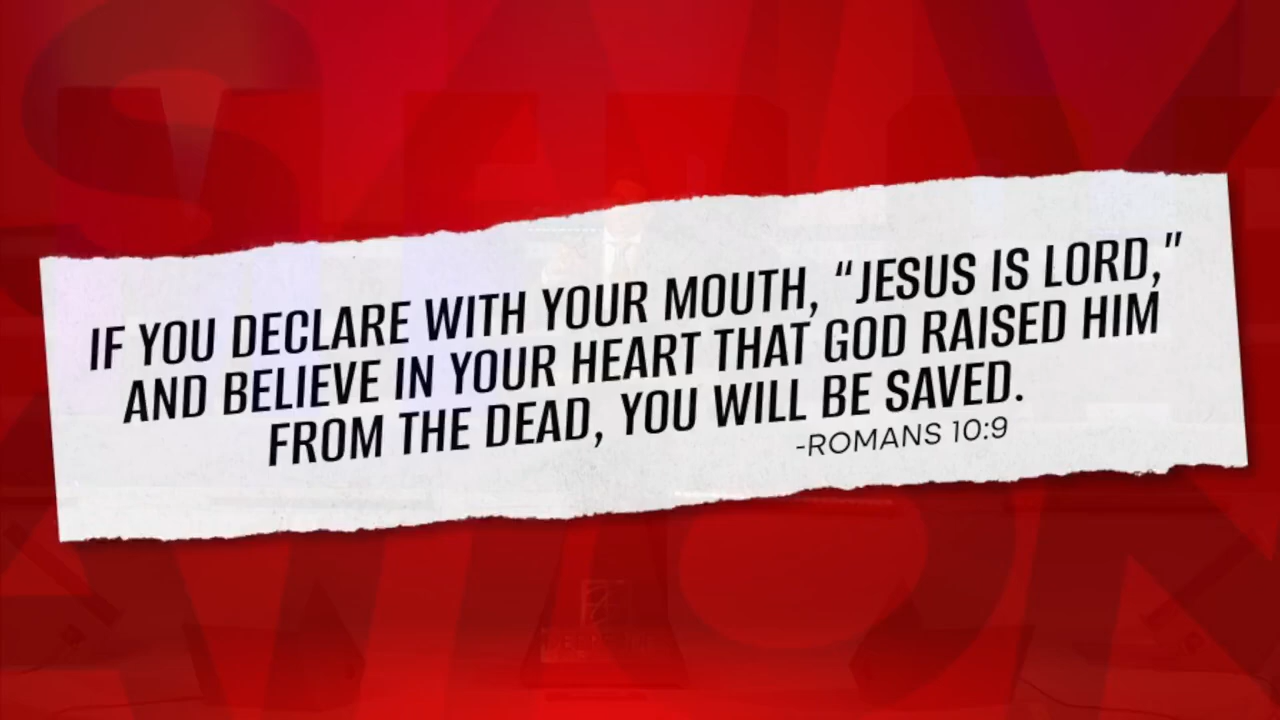 IF YOU DECLARE WITH YOUR MOUTH, “JESUS IS LORD,”
AND BELIEVE IN YOUR HEART THAT GOD RAISED HIM
FROM THE DEAD, YOU WILL BE SAVED.
-ROMANS 10:9